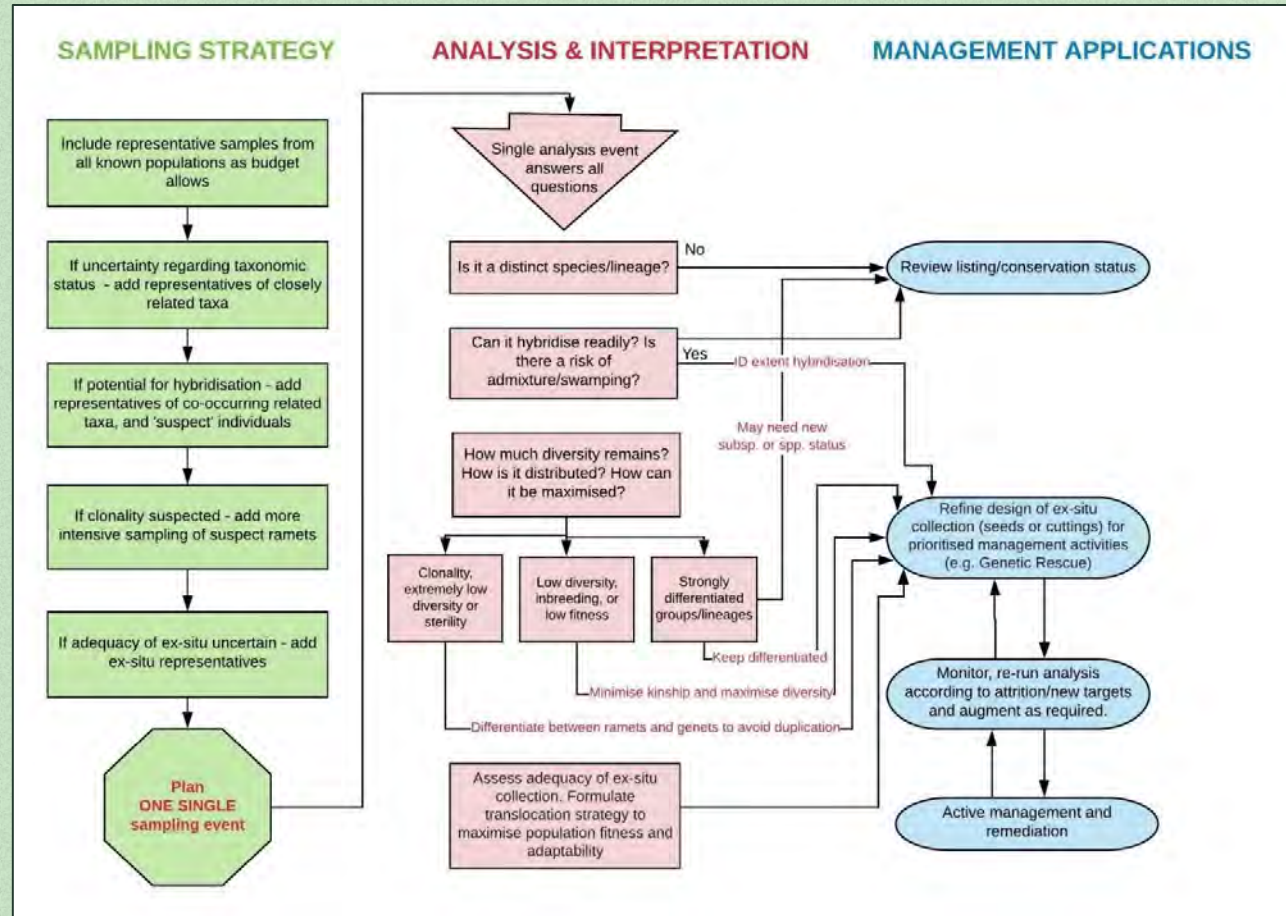 SAMPLING STRATEGY
Include representative samples from
all known populations as budget
allows
If uncertainty regarding taxonomic
status - add representatives of closely
related taxa
If potential for hybridisation - add
representatives of co-occurring related
taxa, and 'suspect' individuals
If clonality suspected - add more
intensive sampling of suspect ramets
If adequacy of ex-situ uncertain - add
ex-situ representatives
Plan
ONE SINGLE
sampling event
ANALYSIS & INTERPRETATION
Single analysis event
answers all
questions
Is it a distinct species/lineage?
No
Can it hybridise readily? Is
there a risk of
admixture/swamping?
Yes
ID extent hybridisation
May need new
subsp. or spp. status
How much diversity remains?
How is it distributed? How can
it be maximised?
Clonality,
extremely low
diversity or
sterility
Low diversity,
inbreeding, or
low fitness
Strongly
differentiated
groups/lineages
Keep differentiated
Minimise kinship and maximise diversity
Differentiate between ramets and genets to avoid duplication
Assess adequacy of ex-situ
collection. Formulate
translocation strategy to
maximise population fitness and
adaptability
MANAGEMENT APPLICATIONS
Review listing/conservation status
Refine design of ex-situ
collection (seeds or cuttings) for
prioritised management activities
(e.g. Genetic Rescue)
Monitor, re-run analysis
according to attrition/new targets
and augment as required.
Active management and
remediation